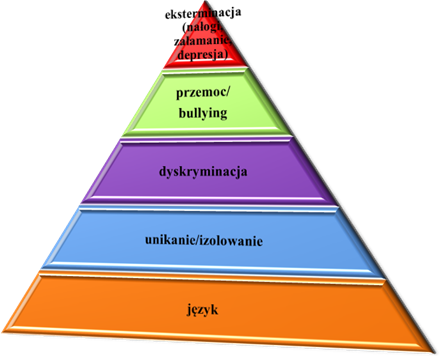 eksterminacja
(nałogi,
załamanie,
depresja)
przemoc/
bullying
dyskryminacja
unikanie/izolowanie
język